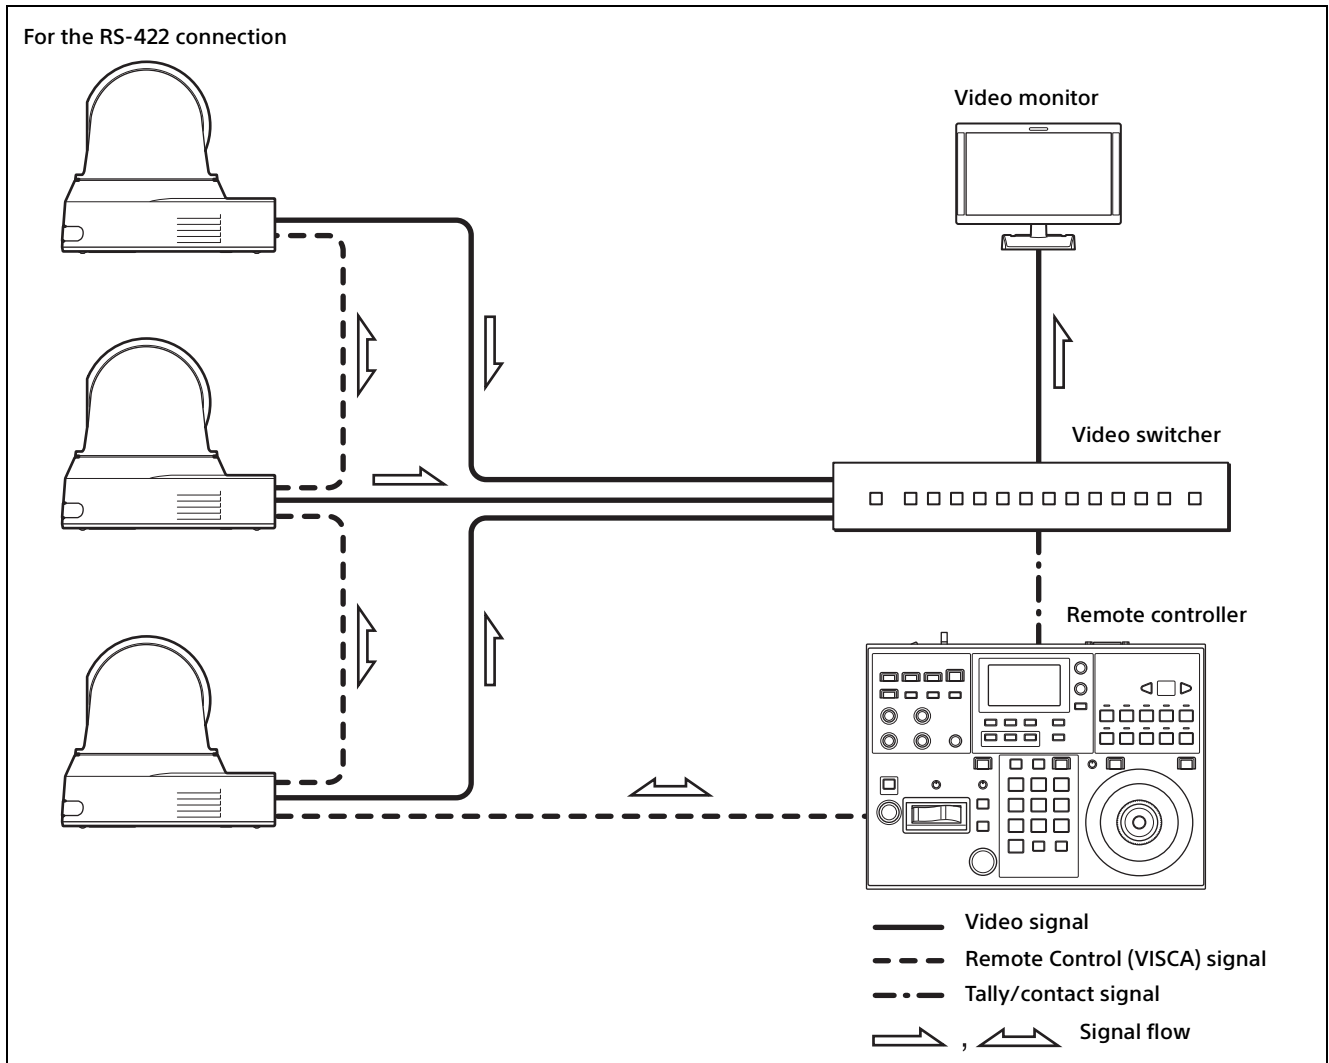 For the RS-422 connection
Video monitor
Video switcher
Remote controller
Video signal
Remote Control (VISCA) signal
Tally/contact signal
, Signal flow